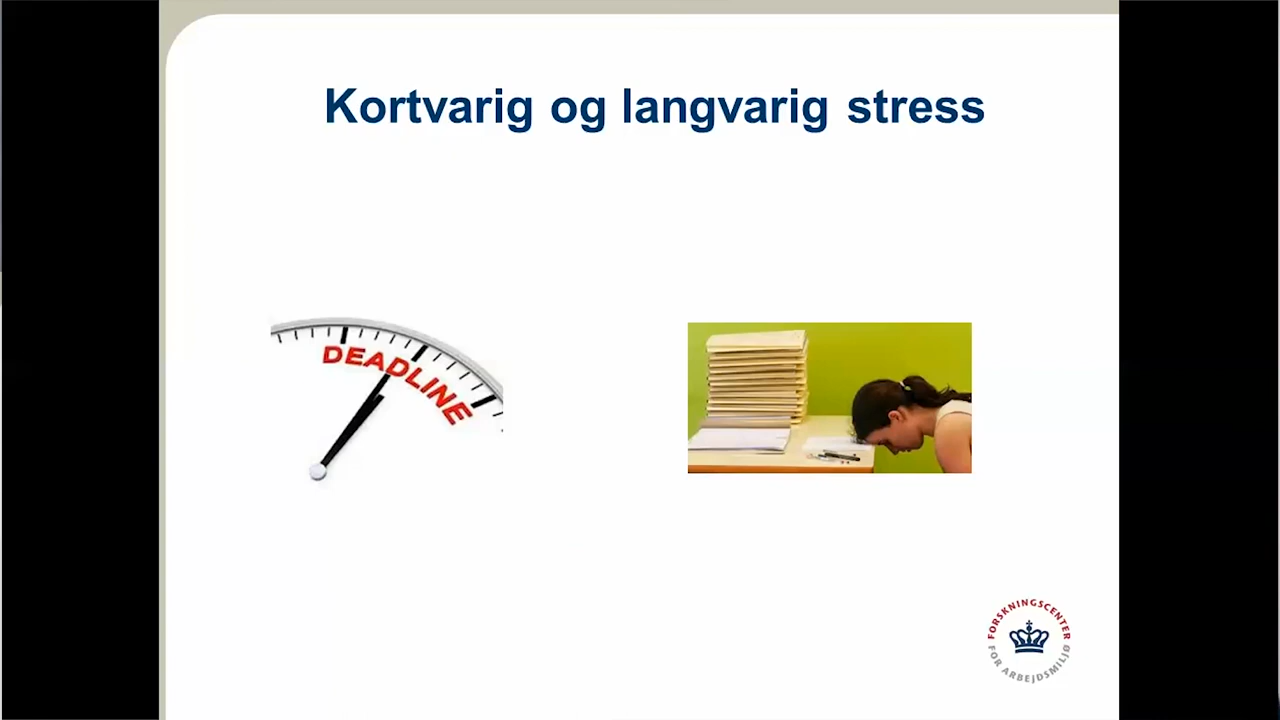 Kortvarig og langvarig stress
DEADLINE
FORSKNINGSCENTER
FOR ARBEJDSMILJØ